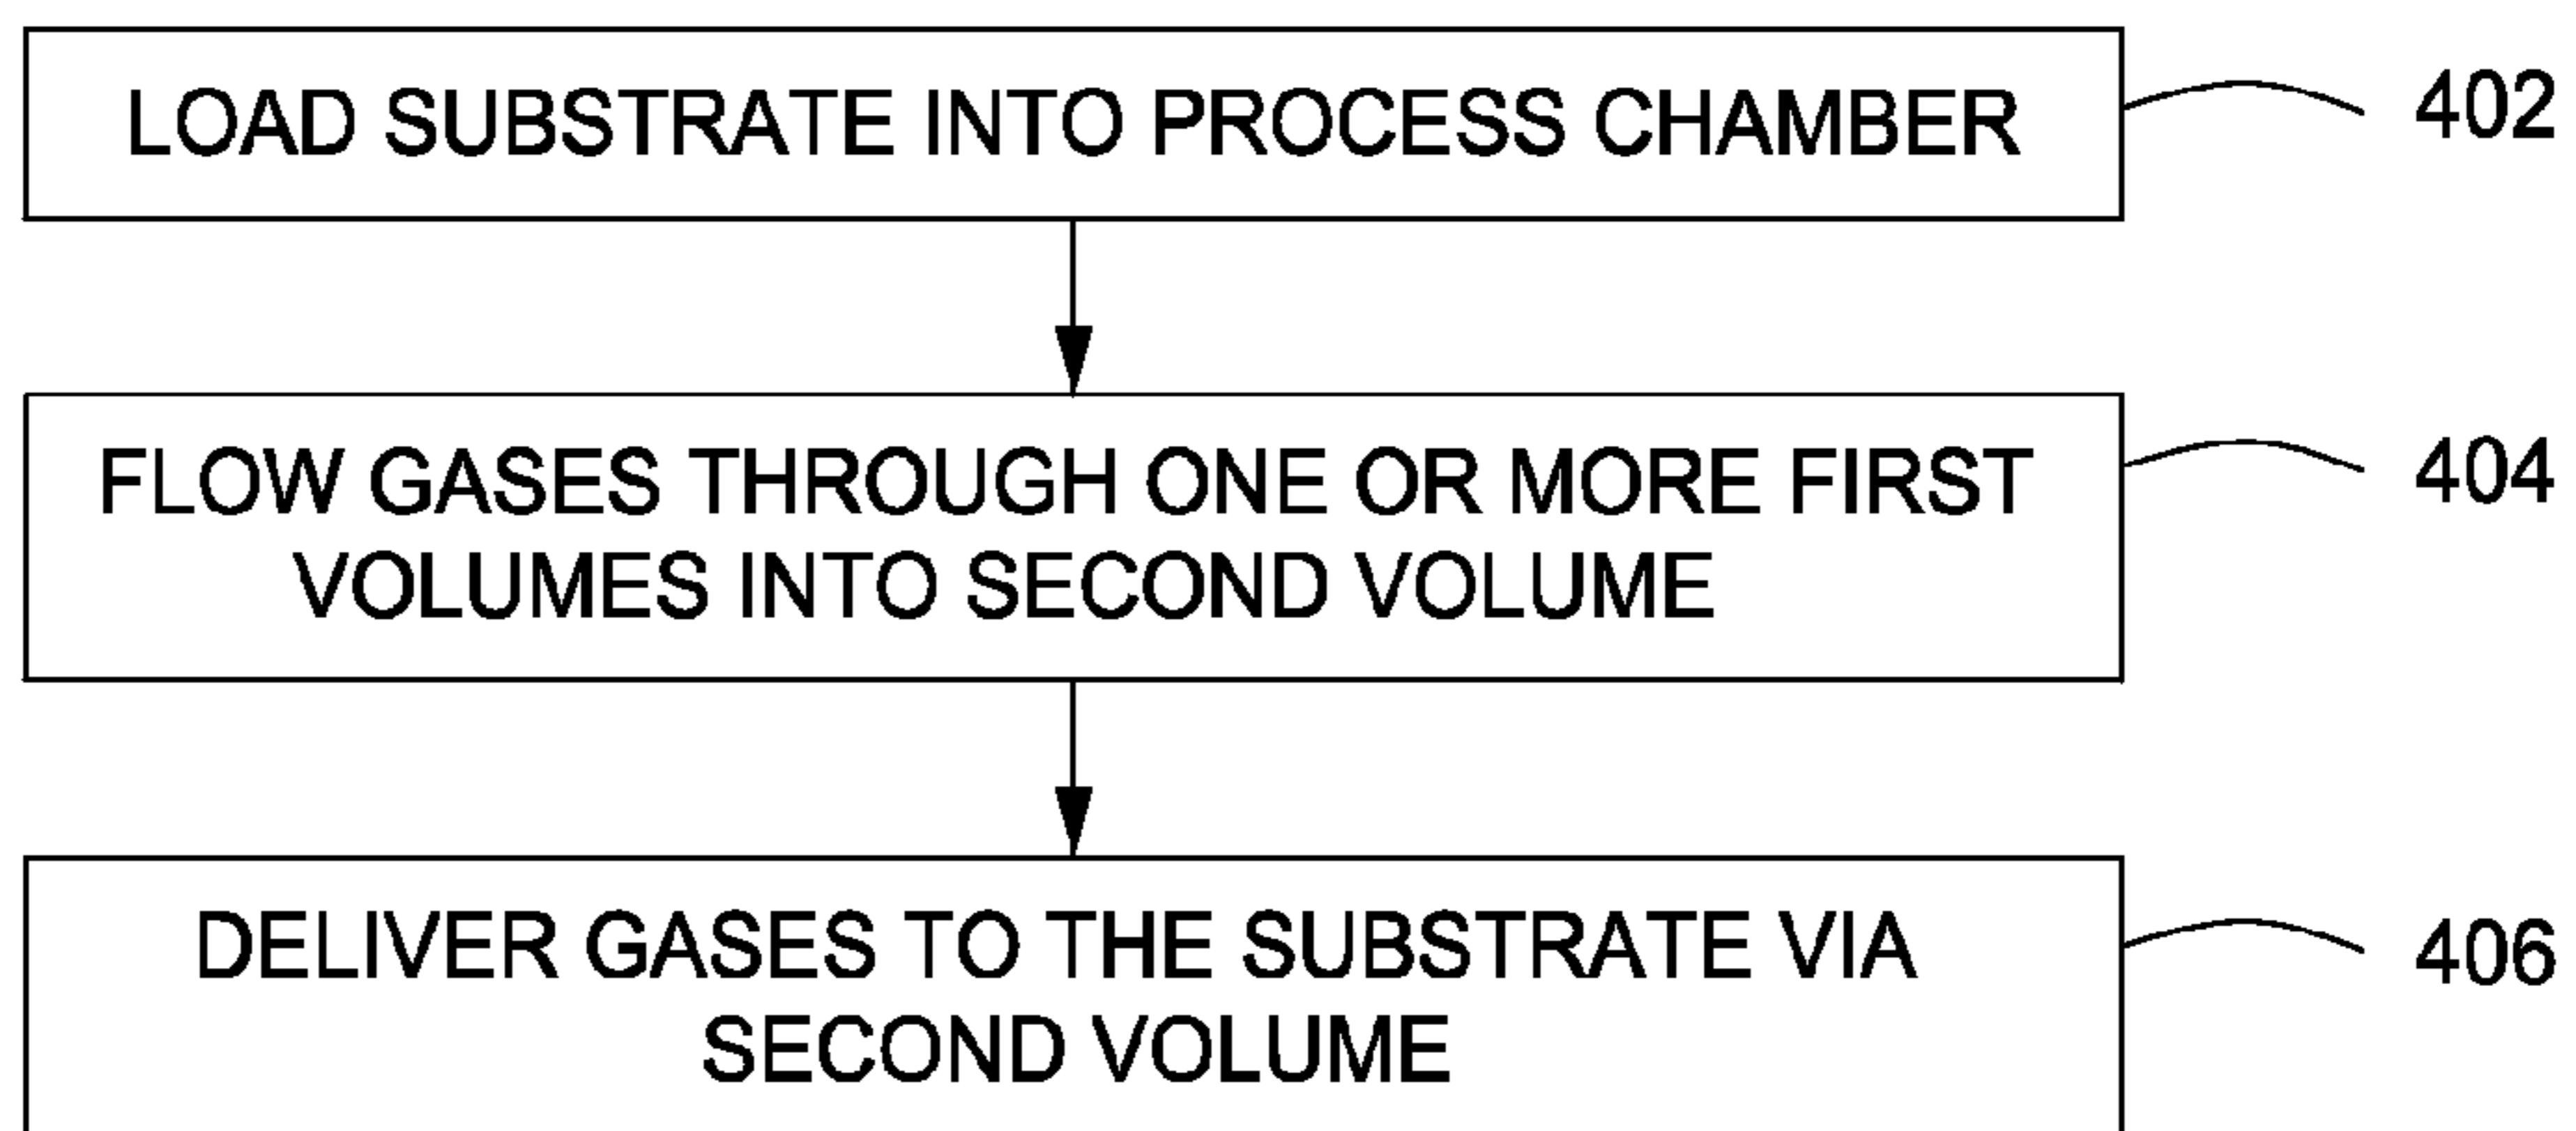 LOAD SUBSTRATE INTO PROCESS CHAMBER
402
FLOW GASES THROUGH ONE OR MORE FIRST
VOLUMES INTO SECOND VOLUME
404
DELIVER GASES TO THE SUBSTRATE VIA
SECOND VOLUME
406